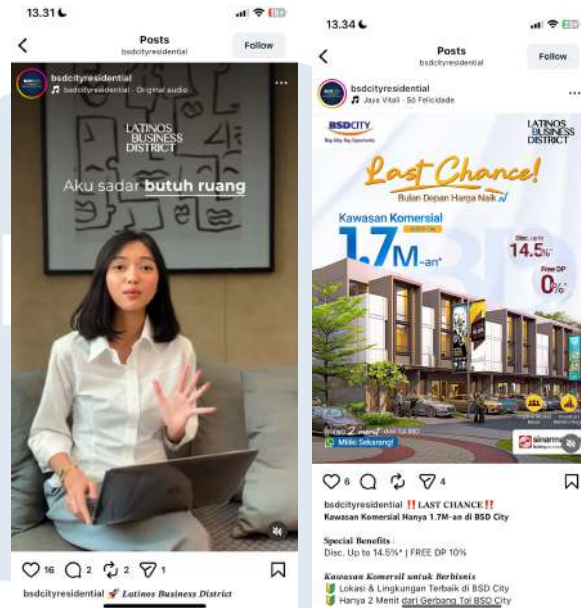 13.31
Posts
bsdcityresidential
Follow
bsdcityresidential
bsdcityresidential · Original audio
LATINOS
BUSINESS
DISTRICT
Aku sadar butuh ruang
16
2
2
1
bsdcityresidential 🚀 Latinos Business District
13.34
Posts
bsdcityresidential
Follow
bsdcityresidential
Jaya Vitali · Só Felicidade
BSDCITY
Big City, Big Opportunity
LATINOS
BUSINESS
DISTRICT
Last Chance!
Bulan Depan Harga Naik
Kawasan Komersial
1.7M-an*
Disc. up to
14.5%*
Free DP
0%*
2 menit dari Tol BSD
Miliki Sekarang!
sinarmas
6
4
bsdcityresidential ‼️LAST CHANCE‼️
Kawasan Komersial Hanya 1.7M-an di BSD City
Special Benefits :
Disc. Up to 14.5%* | FREE DP 10%
Kawasan Komersil untuk Berbisnis
🔰 Lokasi & Lingkungan Terbaik di BSD City
🔰 Hanya 2 Menit dari Gerbang Tol BSD City